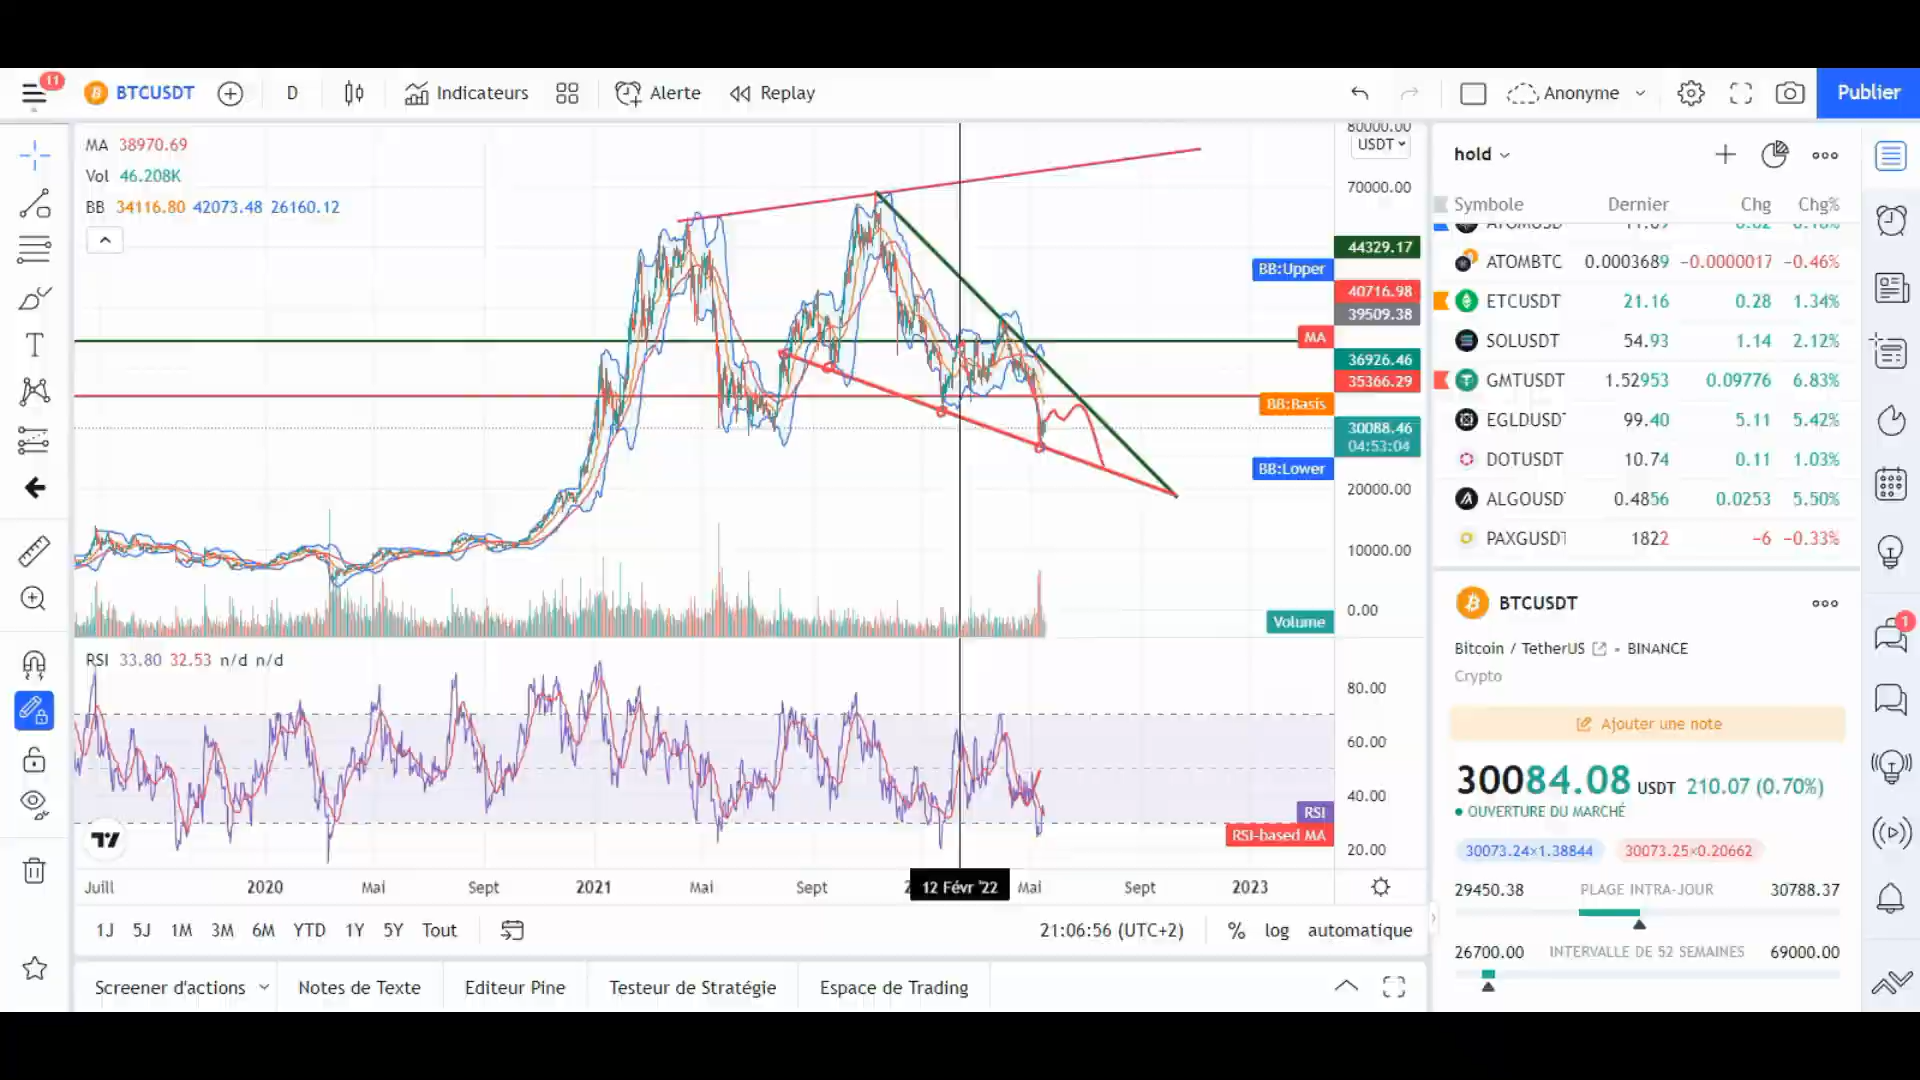 11
BTCUSDT
D
Indicateurs
Alerte
Replay
Anonyme
Publier
MA 38970.69
Vol 46.208K
BB 34116.80 42073.48 26160.12
80000.00
USDT
70000.00
44329.17
BB:Upper
40716.98
39509.38
MA
36926.46
35366.29
BB:Basis
30088.46
04:53:04
BB:Lower
20000.00
10000.00
0.00
Volume
RSI 33.80 32.53 n/d n/d
80.00
60.00
40.00
RSI
RSI-based MA
20.00
Juill 2020 Mai Sept 2021 Mai Sept 12 Févr '22 Mai Sept 2023
1J 5J 1M 3M 6M YTD 1Y 5Y Tout
21:06:56 (UTC+2) % log automatique
Screener d'actions Notes de Texte Editeur Pine Testeur de Stratégie Espace de Trading
hold
Symbole Dernier Chg Chg%
ATOMBTC 0.0003689 -0.0000017 -0.46%
ETCUSDT 21.16 0.28 1.34%
SOLUSDT 54.93 1.14 2.12%
GMTUSDT 1.52953 0.09776 6.83%
EGLDUSDT 99.40 5.11 5.42%
DOTUSDT 10.74 0.11 1.03%
ALGOUSD 0.4856 0.0253 5.50%
PAXGUSDT 1822 -6 -0.33%
BTCUSDT
Bitcoin / TetherUS - BINANCE
Crypto
Ajouter une note
30084.08 USDT 210.07 (0.70%)
OUVERTURE DU MARCHÉ
30073.24×1.38844 30073.25×0.20662
29450.38 PLAGE INTRA-JOUR 30788.37
26700.00 INTERVALLE DE 52 SEMAINES 69000.00
1